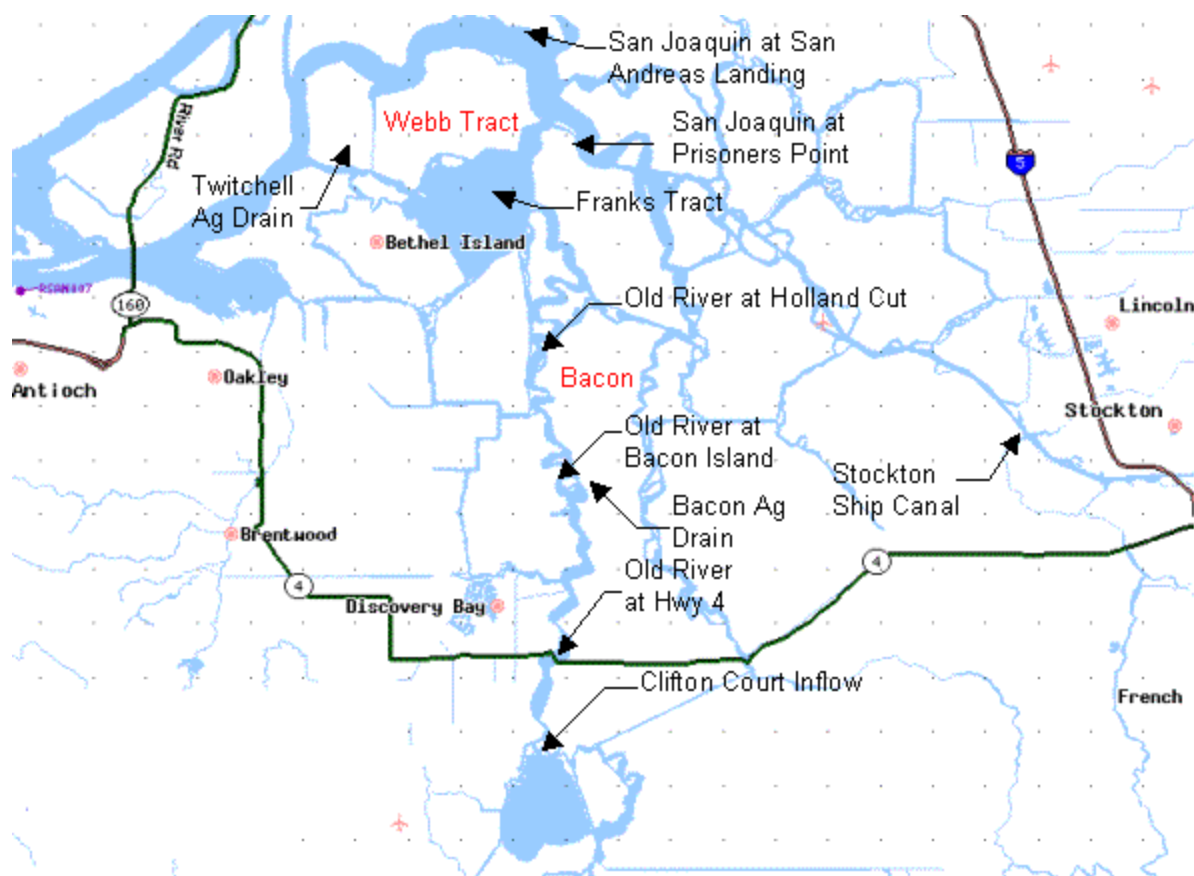 San Joaquin at San
Andreas Landing
River Rd
Webb Tract
San Joaquin at
Prisoners Point
5
Twitchell
Ag Drain
Franks Tract
Bethel Island
RSAN007
160
Old River at Holland Cut
Lincoln
Antioch
Oakley
Bacon
Stockton
Old River at
Bacon Island
Stockton
Ship Canal
Bacon Ag
Drain
Brentwood
4
Old River
at Hwy 4
4
Discovery Bay
Clifton Court Inflow
French